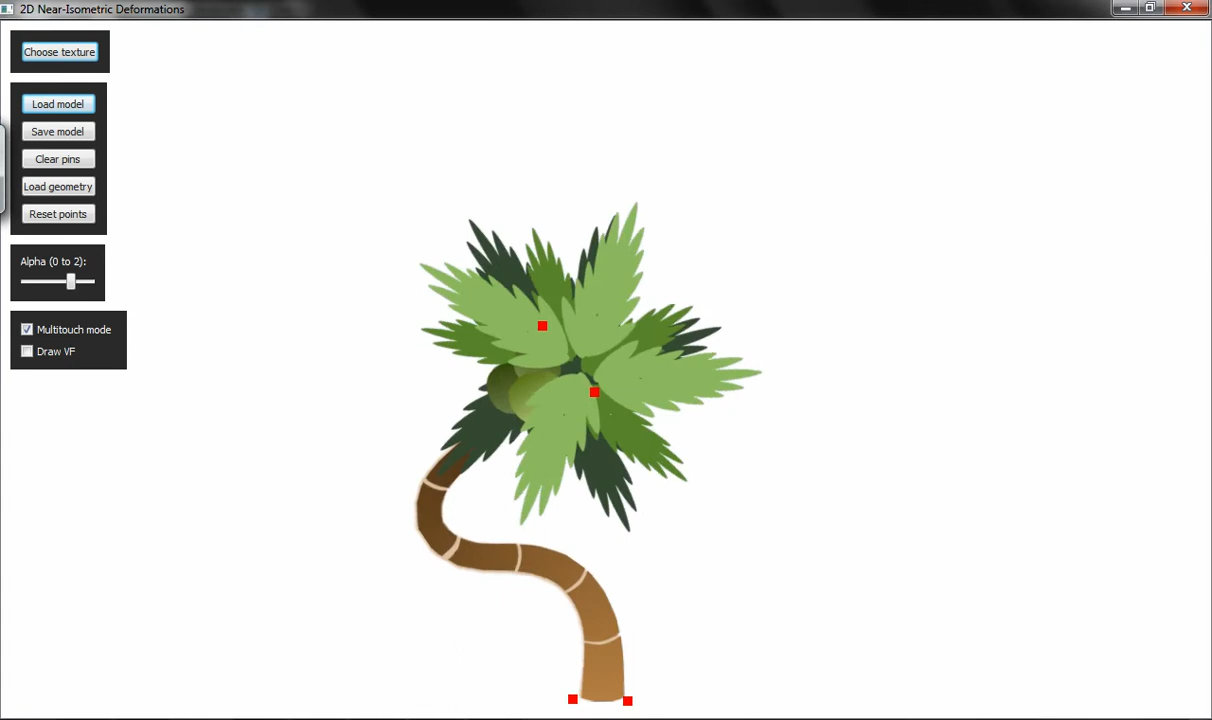 2D Near-Isometric Deformations
Choose texture
Load model
Save model
Clear pins
Load geometry
Reset points
Alpha (0 to 2):
Multitouch mode
Draw VF